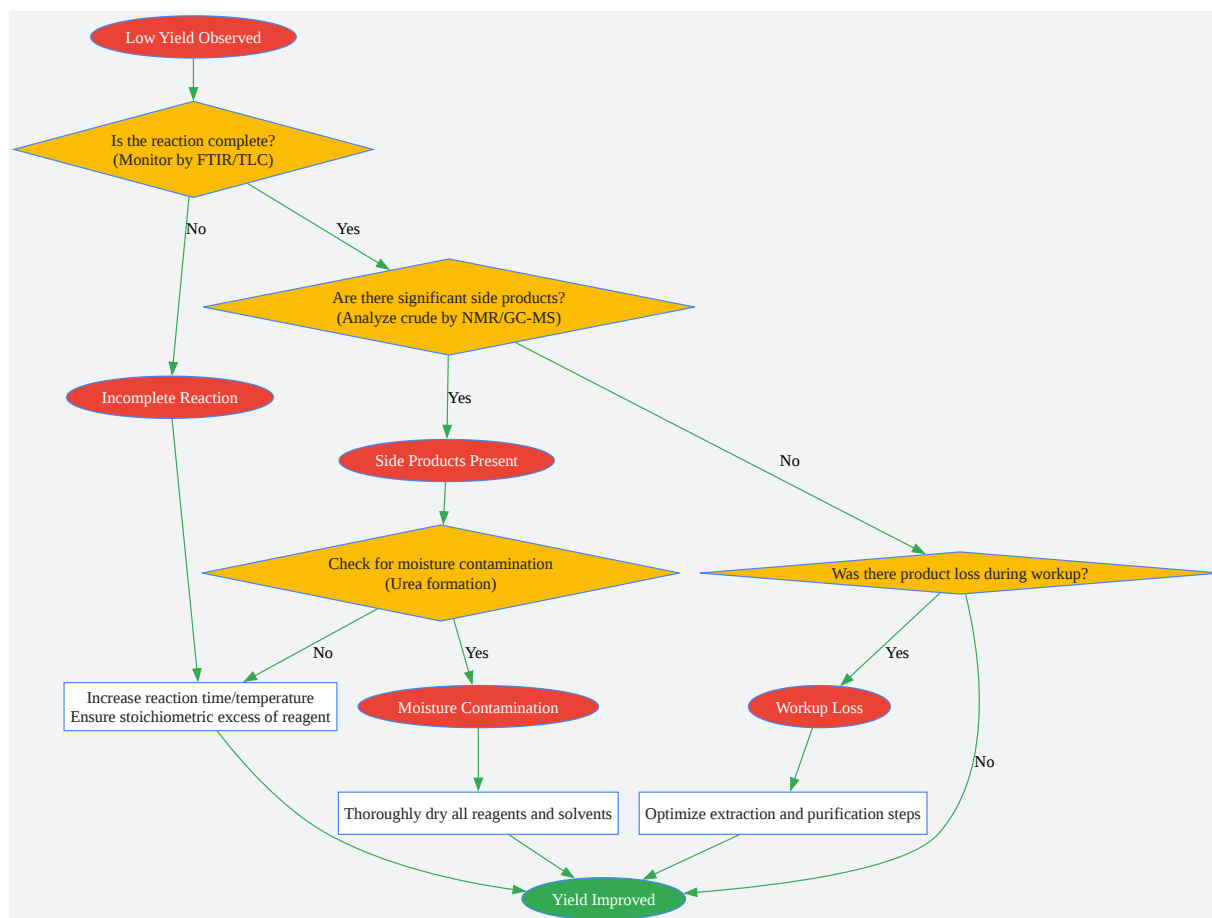 Low Yield Observed
Is the reaction complete?
(Monitor by FTIR/TLC)
No
Yes
Are there significant side products?
(Analyze crude by NMR/GC-MS)
Incomplete Reaction
Yes
Side Products Present
No
Check for moisture contamination
(Urea formation)
Was there product loss during workup?
No
Yes
Yes
Increase reaction time/temperature
Ensure stoichiometric excess of reagent
Moisture Contamination
Workup Loss
No
Thoroughly dry all reagents and solvents
Optimize extraction and purification steps
Yield Improved